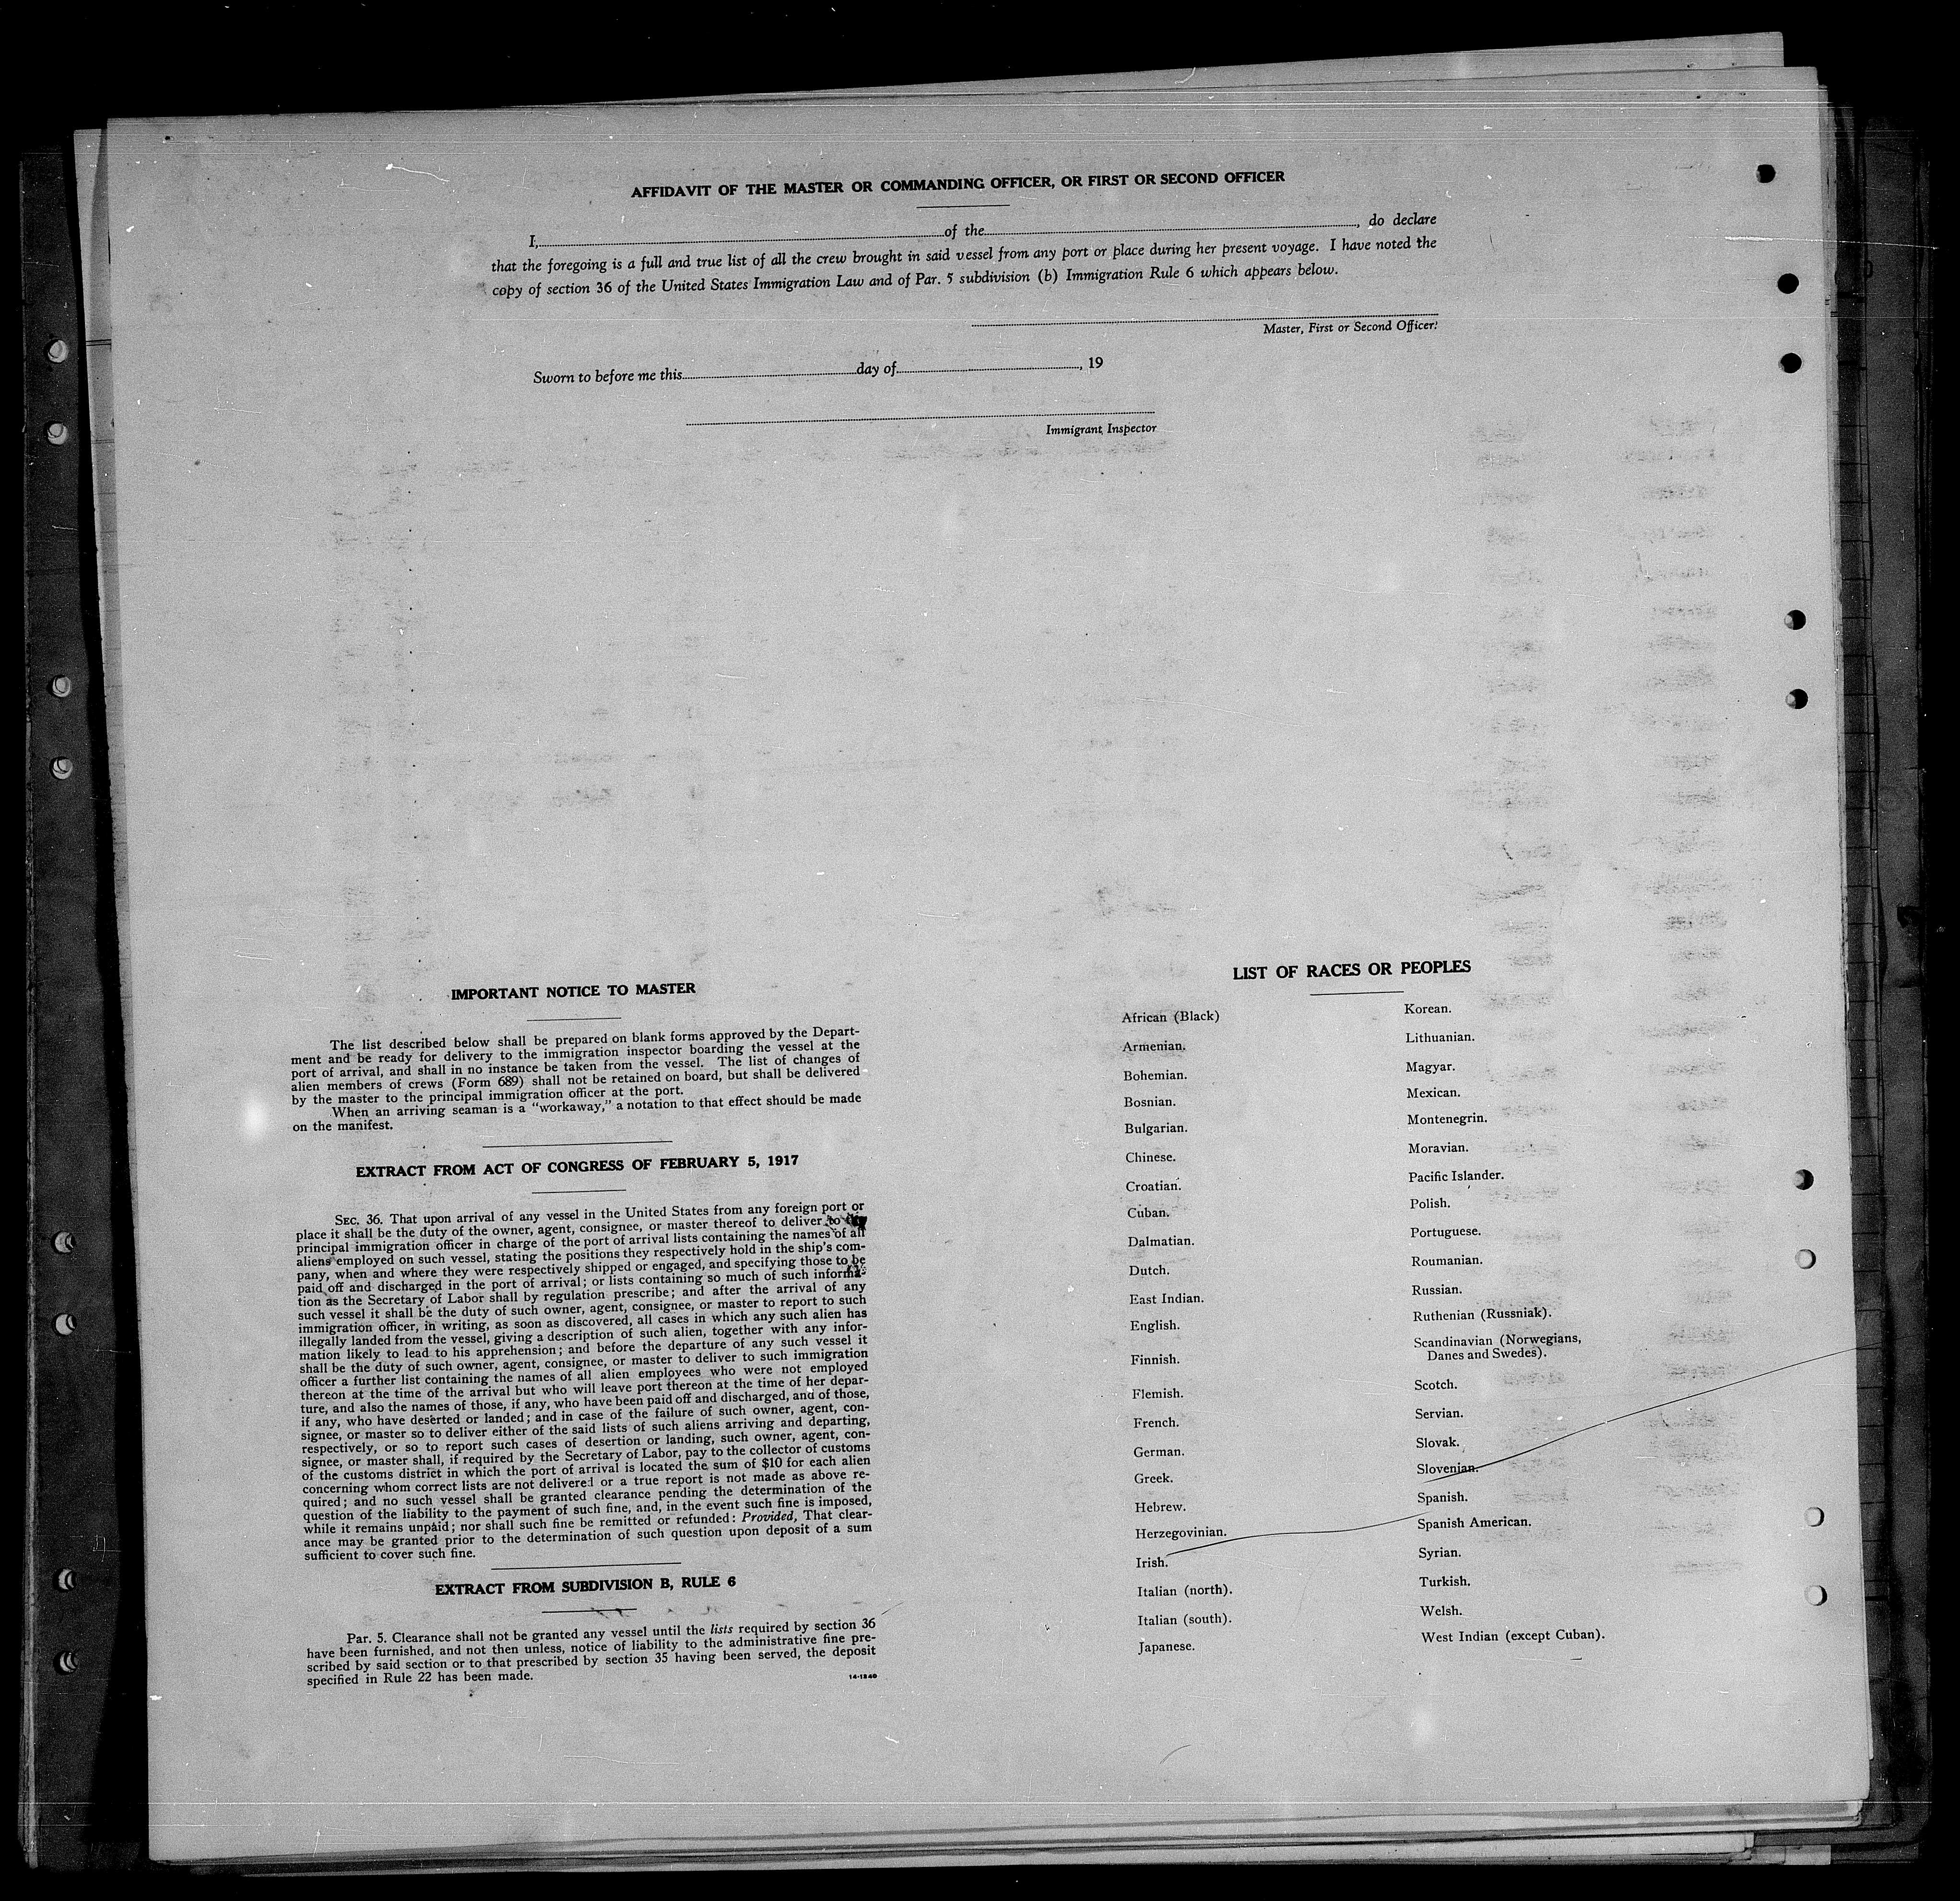 AFFIDAVIT OF THE MASTER OR COMMANDING OFFICER, OR FIRST OR SECOND OFFICER
I, of the , do declare
that the foregoing is a full and true list of all the crew brought in said vessel from any port or place during her present voyage. I have noted the
copy of section 36 of the United States Immigration Law and of Par. 5 subdivision (b) Immigration Rule 6 which appears below.
Master, First or Second Officer.
Sworn to before me this day of , 19
Immigrant Inspector
IMPORTANT NOTICE TO MASTER
The list described below shall be prepared on blank forms approved by the Depart-
ment and be ready for delivery to the immigration inspector boarding the vessel at the
port of arrival, and shall in no instance be taken from the vessel. The list of changes of
alien members of crews (Form 689) shall not be retained on board, but shall be delivered
by the master to the principal immigration officer at the port.
When an arriving seaman is a "workaway," a notation to that effect should be made
on the manifest.
EXTRACT FROM ACT OF CONGRESS OF FEBRUARY 5, 1917
SEC. 36. That upon arrival of any vessel in the United States from any foreign port or
place it shall be the duty of the owner, agent, consignee, or master thereof to deliver to
principal immigration officer in charge of the port of arrival lists containing the names of all
aliens employed on such vessel, stating the positions they respectively hold in the ship's com-
pany, when and where they were respectively shipped or engaged, and specifying those to be
paid off and discharged in the port of arrival; or lists containing so much of such informa-
tion as the Secretary of Labor shall by regulation prescribe; and after the arrival of any
such vessel it shall be the duty of such owner, agent, consignee, or master to report to such
immigration officer, in writing, as soon as discovered, all cases in which any such alien has
illegally landed from the vessel, giving a description of such alien, together with any infor-
mation likely to lead to his apprehension; and before the departure of any such vessel it
shall be the duty of such owner, agent, consignee, or master to deliver to such immigration
officer a further list containing the names of all alien employees who were not employed
thereon at the time of the arrival but who will leave port thereon at the time of her depar-
ture, and also the names of those, if any, who have been paid off and discharged, and of those,
if any, who have deserted or landed; and in case of the failure of such owner, agent, con-
signee, or master so to deliver either of the said lists of such aliens arriving and departing,
respectively, or so to report such cases of desertion or landing, such owner, agent, con-
signee, or master shall, if required by the Secretary of Labor, pay to the collector of customs
of the customs district in which the port of arrival is located the sum of $10 for each alien
concerning whom correct lists are not delivered or a true report is not made as above re-
quired; and no such vessel shall be granted clearance pending the determination of the
question of the liability to the payment of such fine, and, in the event such fine is imposed,
while it remains unpaid; nor shall such fine be remitted or refunded: Provided, That clear-
ance may be granted prior to the determination of such question upon deposit of a sum
sufficient to cover such fine.
EXTRACT FROM SUBDIVISION B, RULE 6
Par. 5. Clearance shall not be granted any vessel until the lists required by section 36
have been furnished, and not then unless, notice of liability to the administrative fine pre-
scribed by said section or to that prescribed by section 35 having been served, the deposit
specified in Rule 22 has been made.
14-1240
LIST OF RACES OR PEOPLES
African (Black)
Armenian.
Bohemian.
Bosnian.
Bulgarian.
Chinese.
Croatian.
Cuban.
Dalmatian.
Dutch.
East Indian.
English.
Finnish.
Flemish.
French.
German.
Greek.
Hebrew.
Herzegovinian.
Irish.
Italian (north).
Italian (south).
Japanese.
Korean.
Lithuanian.
Magyar.
Mexican.
Montenegrin.
Moravian.
Pacific Islander.
Polish.
Portuguese.
Roumanian.
Russian.
Ruthenian (Russniak).
Scandinavian (Norwegians,
Danes and Swedes).
Scotch.
Servian.
Slovak.
Slovenian.
Spanish.
Spanish American.
Syrian.
Turkish.
Welsh.
West Indian (except Cuban).